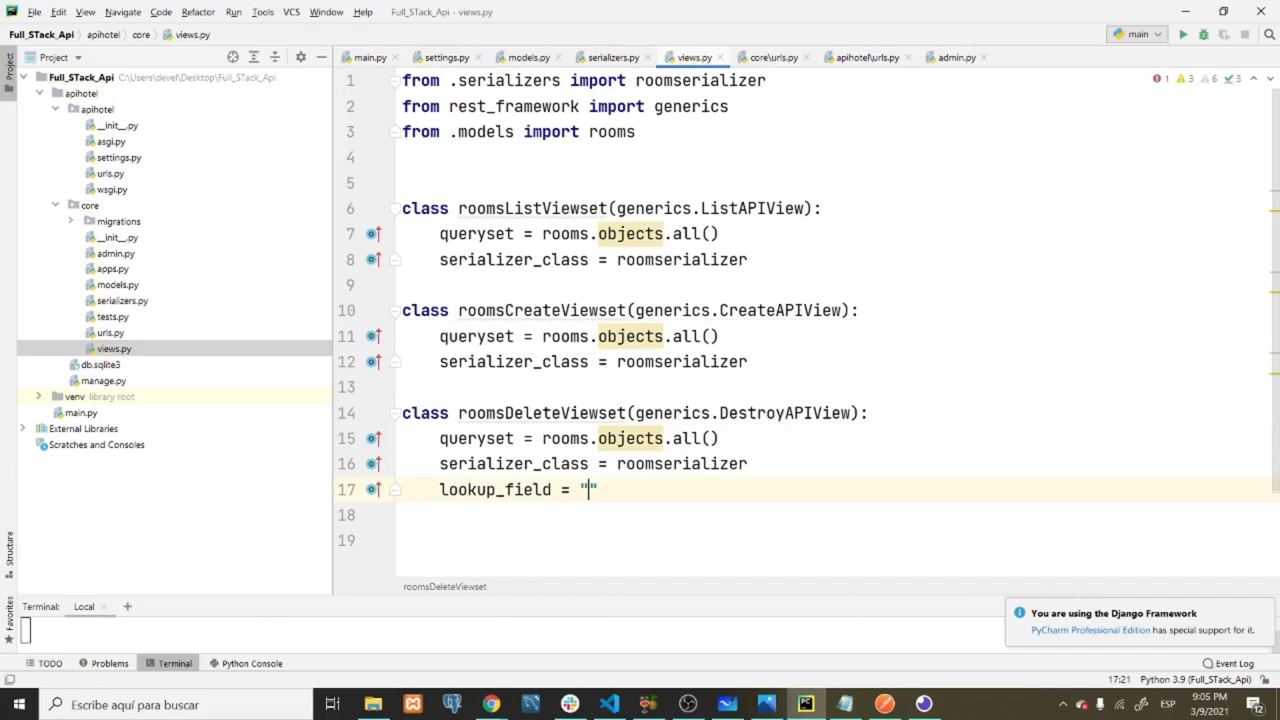 File Edit View Navigate Code Refactor Run Tools VCS Window Help Full_STack_Api - views.py
Full_STack_Api apihotel core views.py main
Project main.py settings.py models.py serializers.py views.py core\urls.py apihotel\urls.py admin.py
Project
Full_STack_Api C:\Users\devel\Desktop\Full_STack_Api
apihotel
apihotel
__init__.py
asgi.py
settings.py
urls.py
wsgi.py
core
migrations
__init__.py
admin.py
apps.py
models.py
serializers.py
tests.py
urls.py
views.py
db.sqlite3
manage.py
venv library root
main.py
External Libraries
Scratches and Consoles
1 3 6 3
1 from .serializers import roomserializer
2 from rest_framework import generics
3 from .models import rooms
4
5
6 class roomsListViewset(generics.ListAPIView):
7 queryset = rooms.objects.all()
8 serializer_class = roomserializer
9
10 class roomsCreateViewset(generics.CreateAPIView):
11 queryset = rooms.objects.all()
12 serializer_class = roomserializer
13
14 class roomsDeleteViewset(generics.DestroyAPIView):
15 queryset = rooms.objects.all()
16 serializer_class = roomserializer
17 lookup_field = ""
18
19
roomsDeleteViewset
Structure
Favorites
Terminal: Local +
You are using the Django Framework
PyCharm Professional Edition has special support for it.
TODO Problems Terminal Python Console Event Log
17:21 Python 3.9 (Full_STack_Api)
Escribe aquí para buscar
ESP
9:05 PM
3/9/2021
2